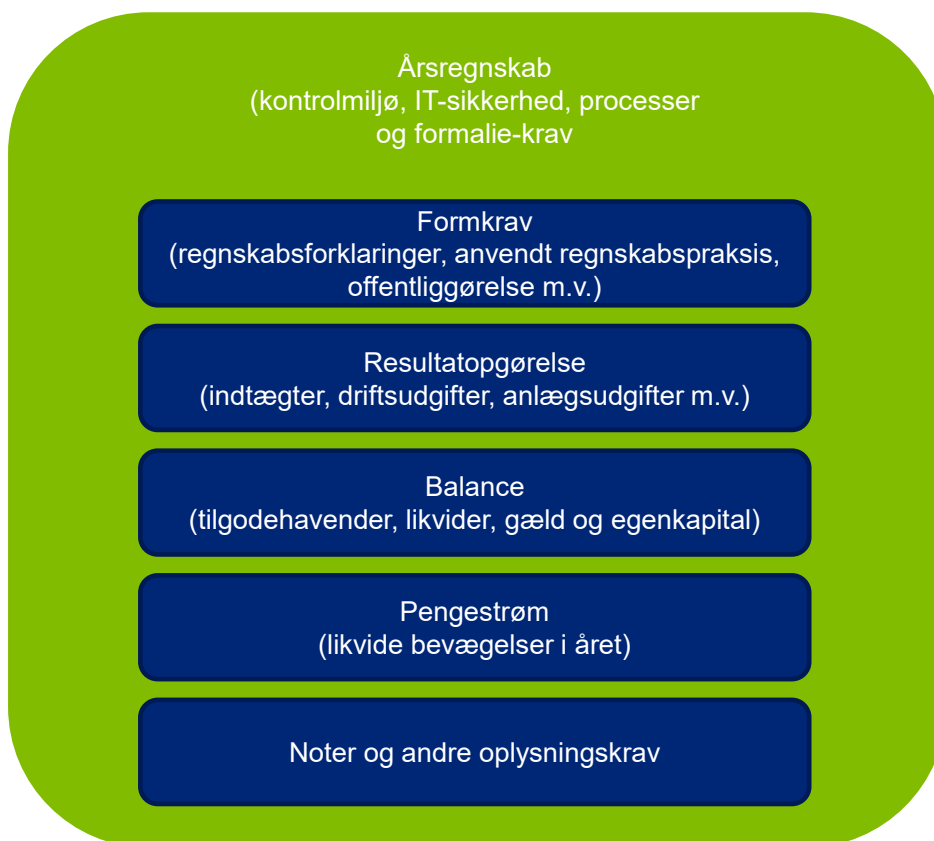 Årsregnskab
(kontrolmiljø, IT-sikkerhed, processer
og formalie-krav
Formkrav
(regnskabsforklaringer, anvendt regnskabspraksis,
offentliggørelse m.v.)
Resultatopgørelse
(indtægter, driftsudgifter, anlægsudgifter m.v.)
Balance
(tilgodehavender, likvider, gæld og egenkapital)
Pengestrøm
(likvide bevægelser i året)
Noter og andre oplysningskrav